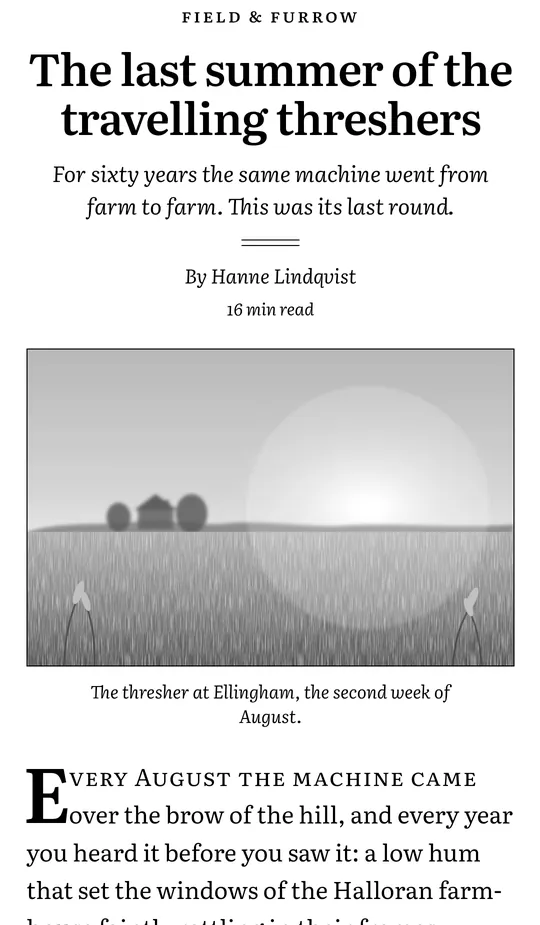 FIELD & FURROW
The last summer of the
travelling threshers
For sixty years the same machine went from
farm to farm. This was its last round.
By Hanne Lindqvist
16 min read
The thresher at Ellingham, the second week of
August.
EVERY AUGUST THE MACHINE CAME
over the brow of the hill, and every year
you heard it before you saw it: a low hum
that set the windows of the Halloran farm-